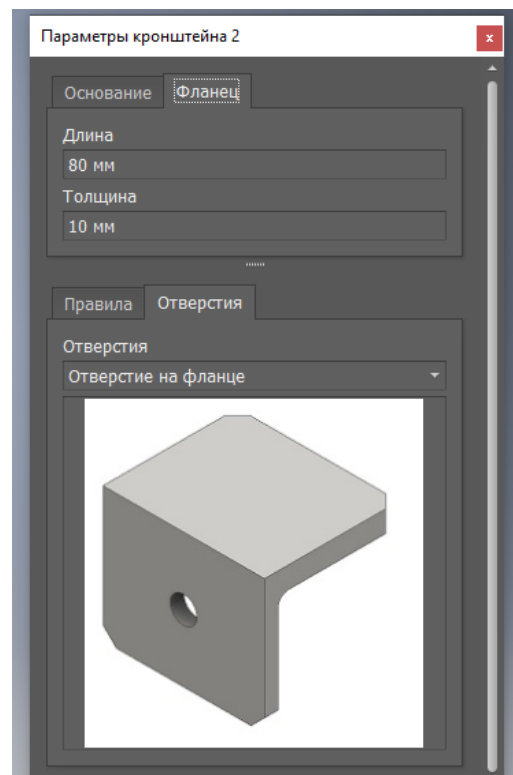 Параметры кронштейна 2
x
Основание Фланец
Длина
80 мм
Толщина
10 мм
Правила Отверстия
Отверстия
Отверстие на фланце